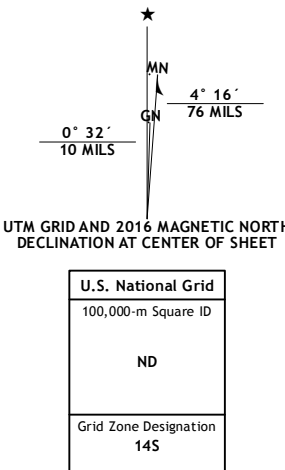 ★
MN
GN
4° 16´
76 MILS
0° 32´
10 MILS
UTM GRID AND 2016 MAGNETIC NORTH
DECLINATION AT CENTER OF SHEET
U.S. National Grid
100,000-m Square ID
ND
Grid Zone Designation
14S